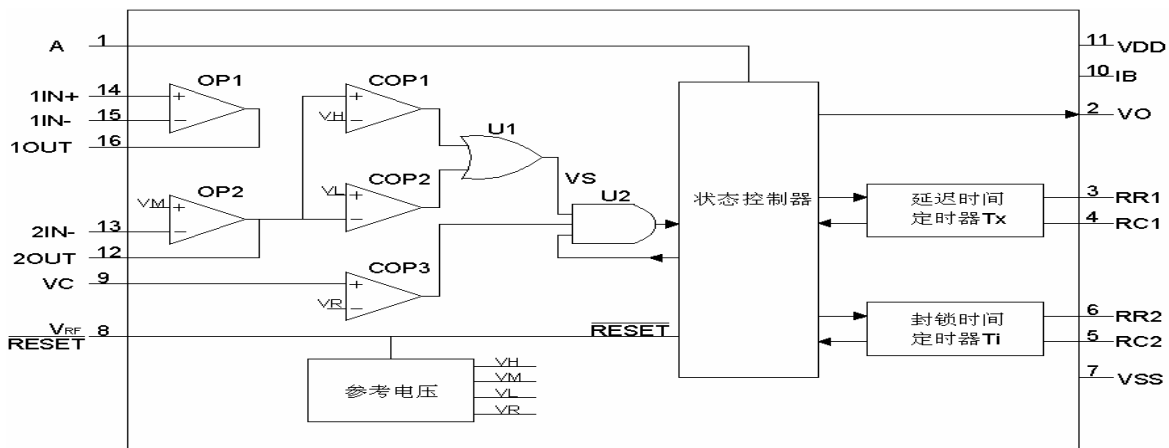 A 1
1IN+ 14
1IN- 15
1OUT 16
OP1
+
−
OP2
VM +
−
2IN- 13
2OUT 12
VC 9
VRF
RESET 8
COP1
+
VH −
COP2
VL +
−
COP3
+
VR −
U1
VS
U2
RESET
参考电压
VH
VM
VL
VR
状态控制器
延迟时间
定时器Tx
封锁时间
定时器Ti
11 VDD
10 IB
2 VO
3 RR1
4 RC1
6 RR2
5 RC2
7 VSS